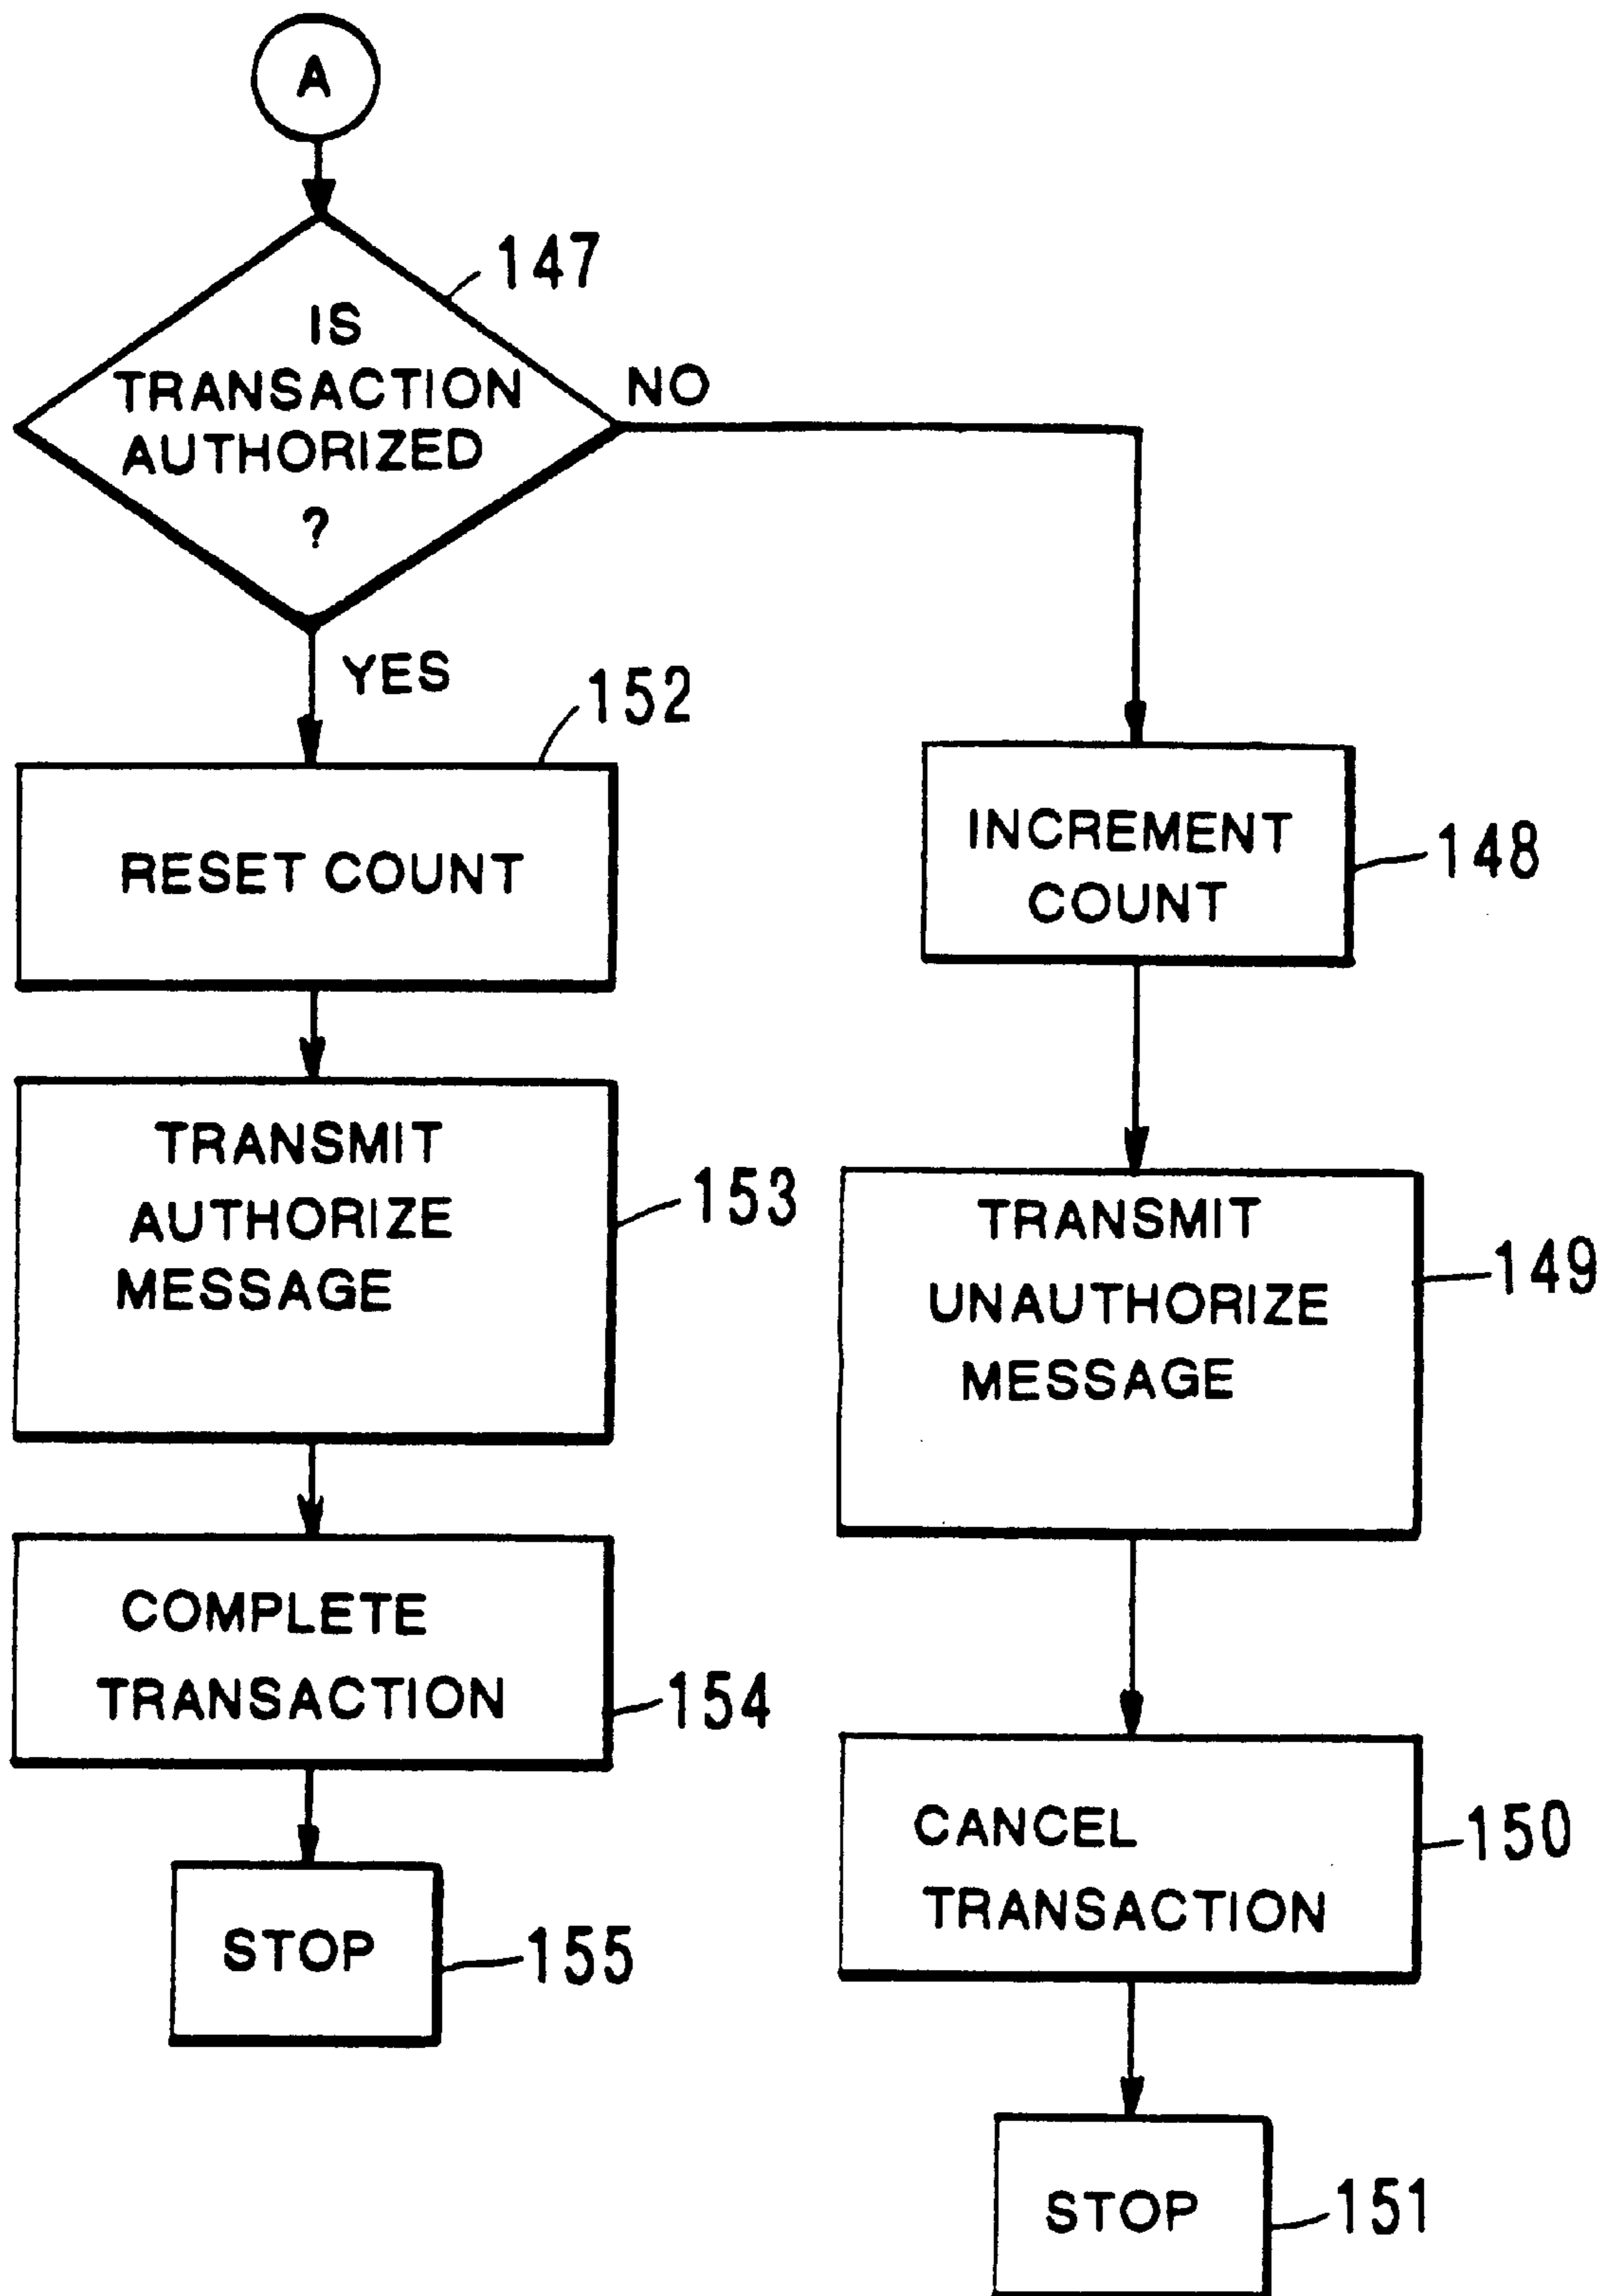 A
147
IS
TRANSACTION
AUTHORIZED
?
NO
YES
152
RESET COUNT
INCREMENT
COUNT
148
TRANSMIT
AUTHORIZE
MESSAGE
153
TRANSMIT
UNAUTHORIZE
MESSAGE
149
COMPLETE
TRANSACTION
154
CANCEL
TRANSACTION
150
STOP
155
STOP
151